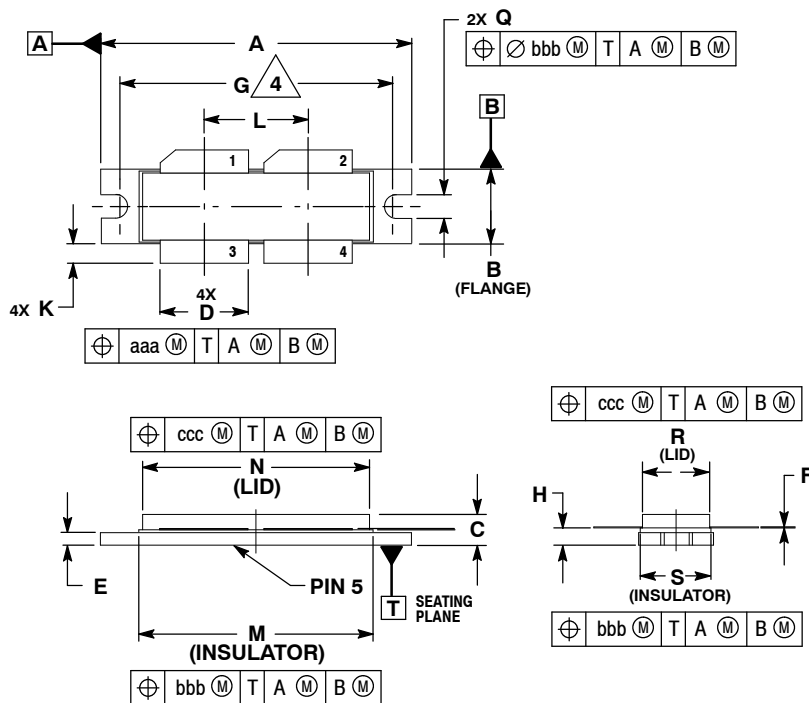 A
A
G 4
L
2X Q
⌖ ∅ bbb Ⓜ T A Ⓜ B Ⓜ
B
1
2
3
4
B
(FLANGE)
4X K
4X
D
⌖ aaa Ⓜ T A Ⓜ B Ⓜ
⌖ ccc Ⓜ T A Ⓜ B Ⓜ
N
(LID)
C
E
PIN 5
T
SEATING
PLANE
M
(INSULATOR)
⌖ bbb Ⓜ T A Ⓜ B Ⓜ
⌖ ccc Ⓜ T A Ⓜ B Ⓜ
R
(LID)
H
F
S
(INSULATOR)
⌖ bbb Ⓜ T A Ⓜ B Ⓜ